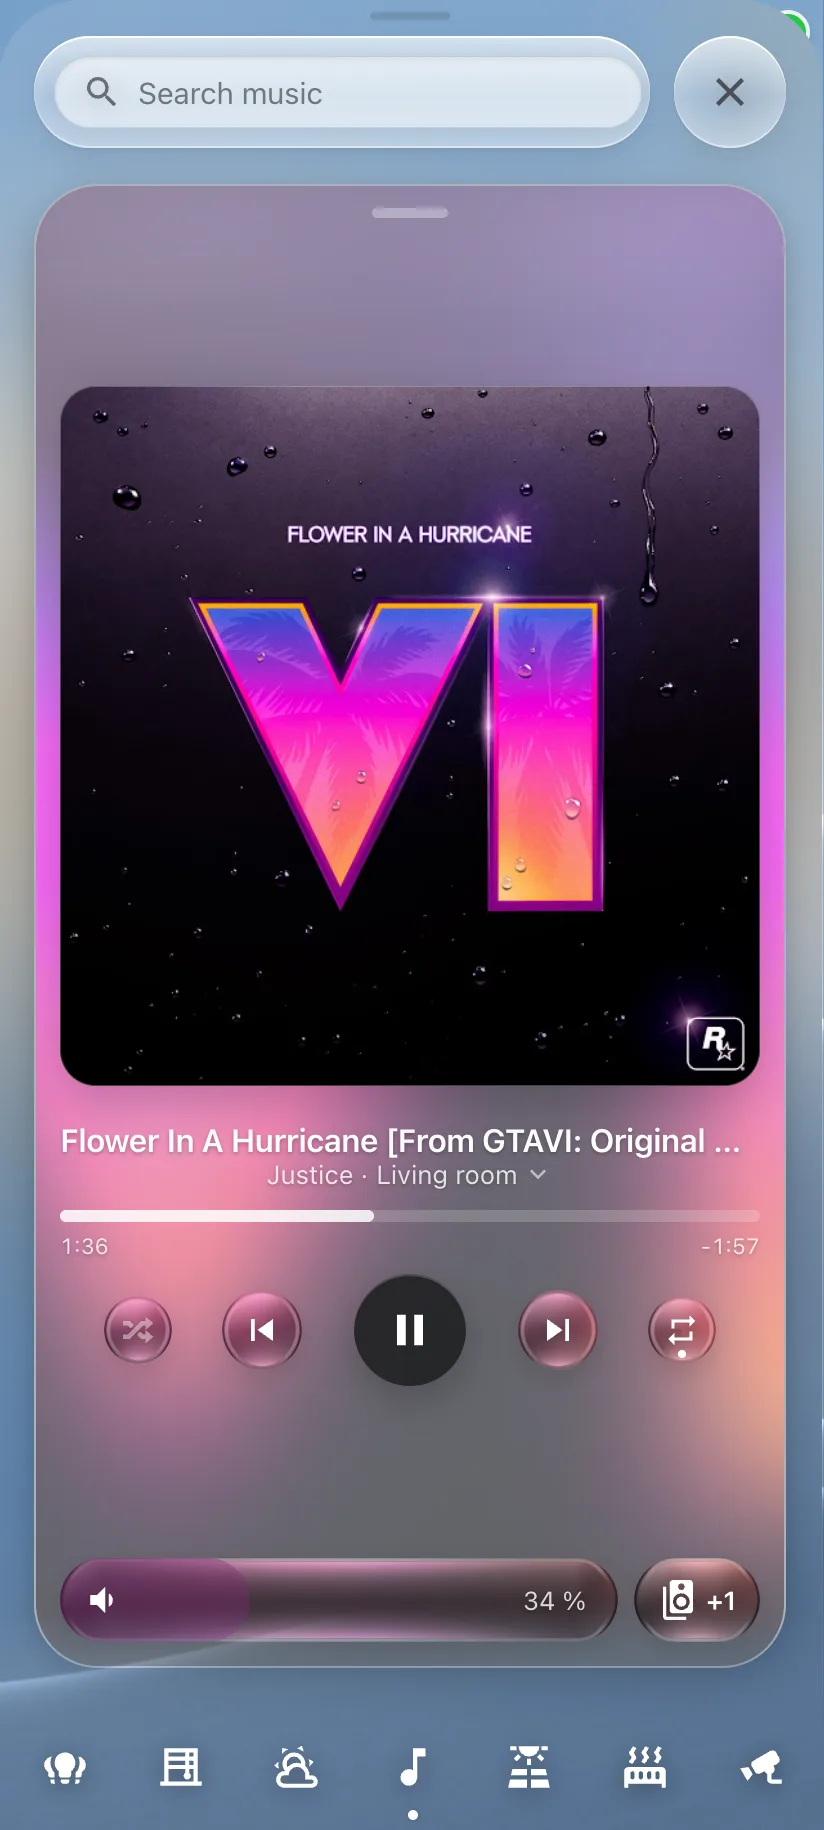 Search music
FLOWER IN A HURRICANE
VI
R
Flower In A Hurricane [From GTAVI: Original ...
Justice · Living room
1:36
-1:57
34 %
+1